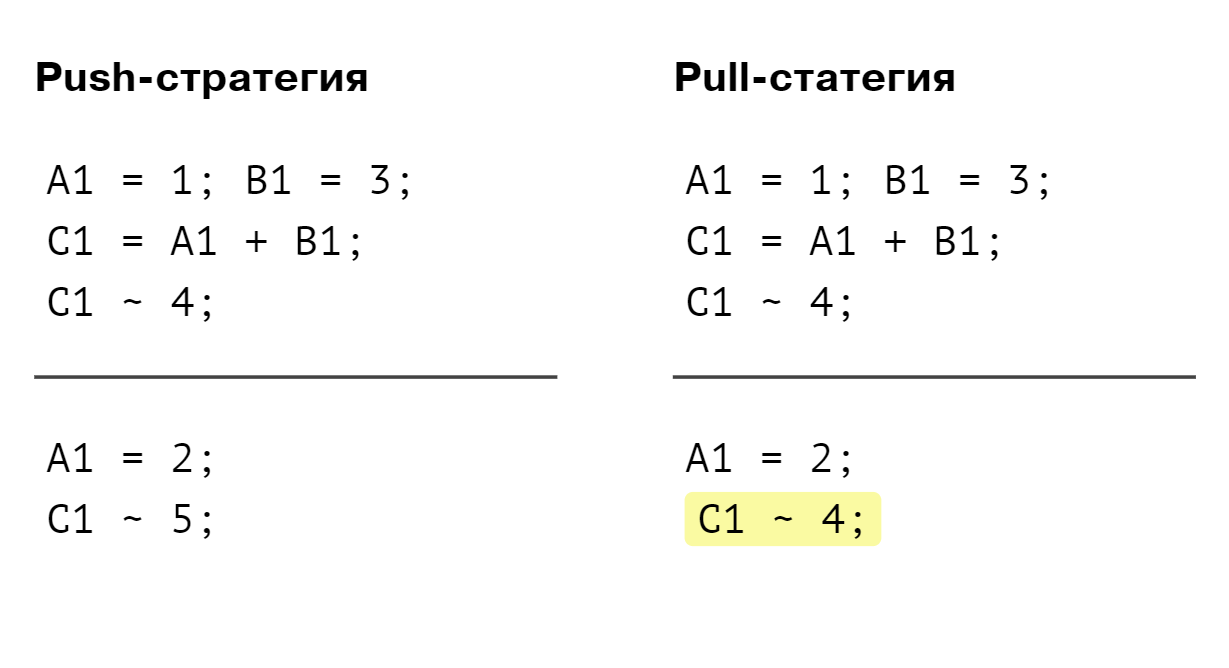 Push-стратегия
A1 = 1; B1 = 3;
C1 = A1 + B1;
C1 ~ 4;
A1 = 2;
C1 ~ 5;
Pull-статегия
A1 = 1; B1 = 3;
C1 = A1 + B1;
C1 ~ 4;
A1 = 2;
C1 ~ 4;